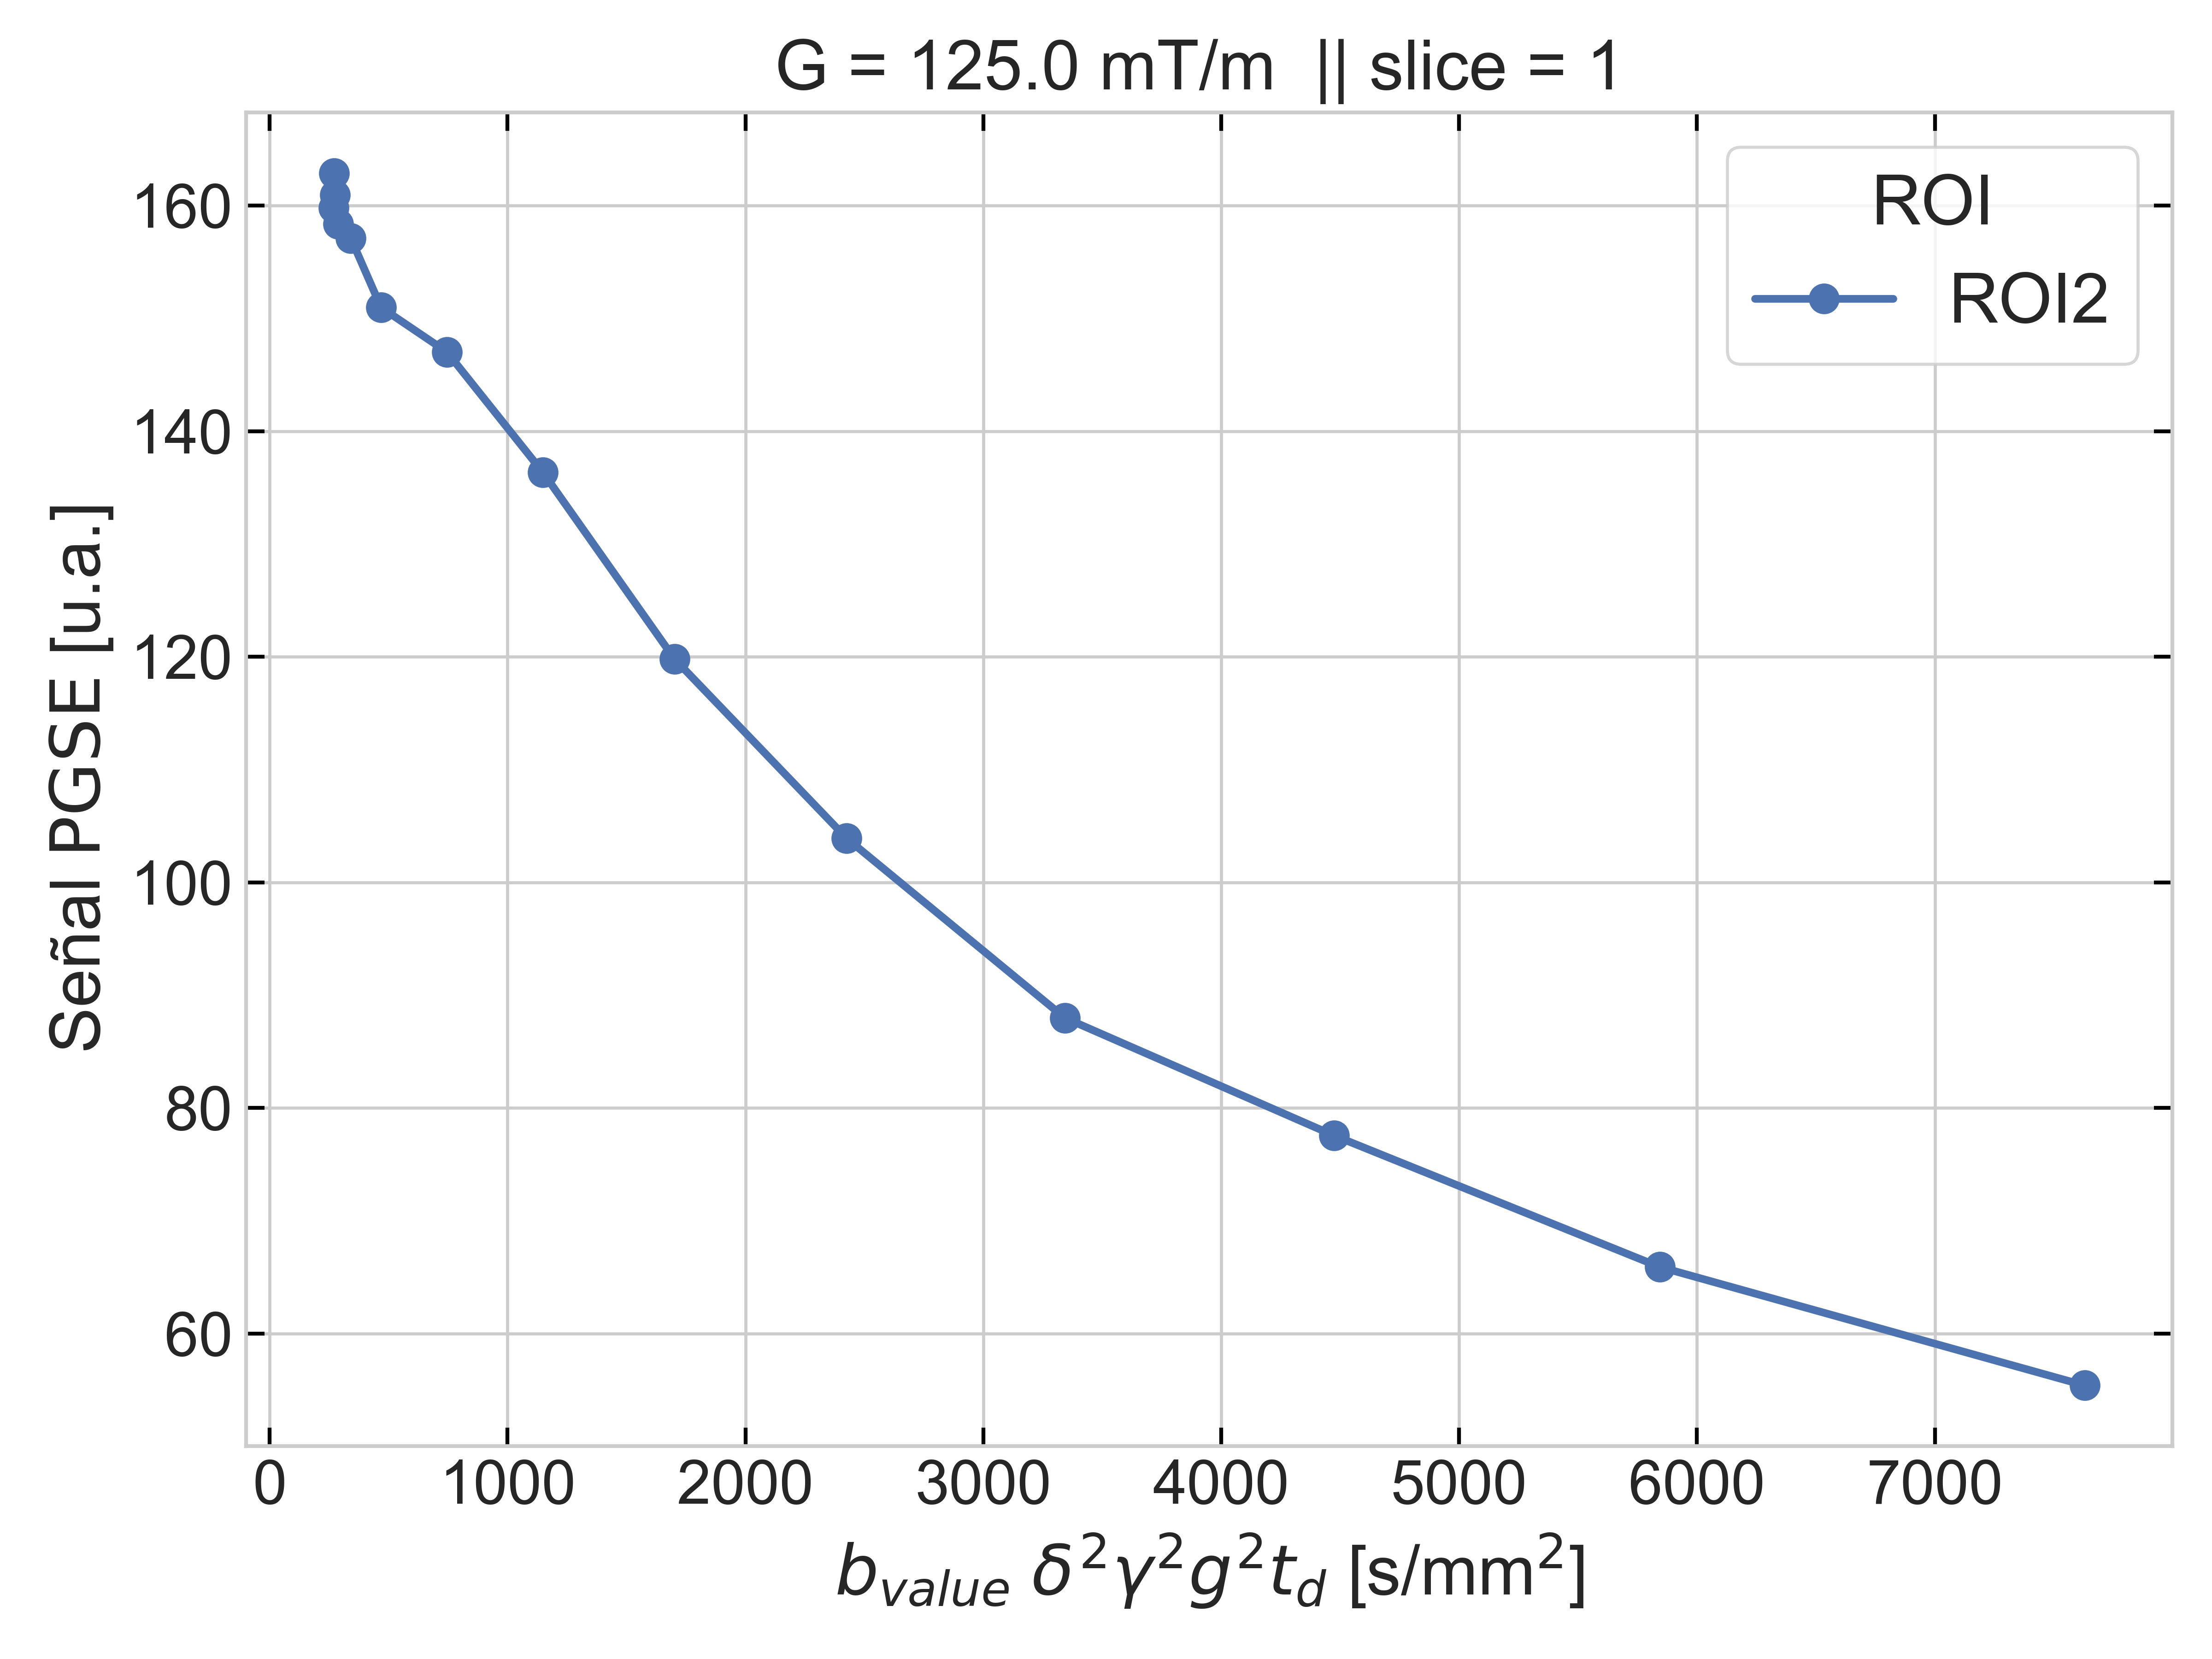 G = 125.0 mT/m || slice = 1
ROI
ROI2
Señal PGSE [u.a.]
160
140
120
100
80
60
0 1000 2000 3000 4000 5000 6000 7000
b_value δ²γ²g²t_d [s/mm²]